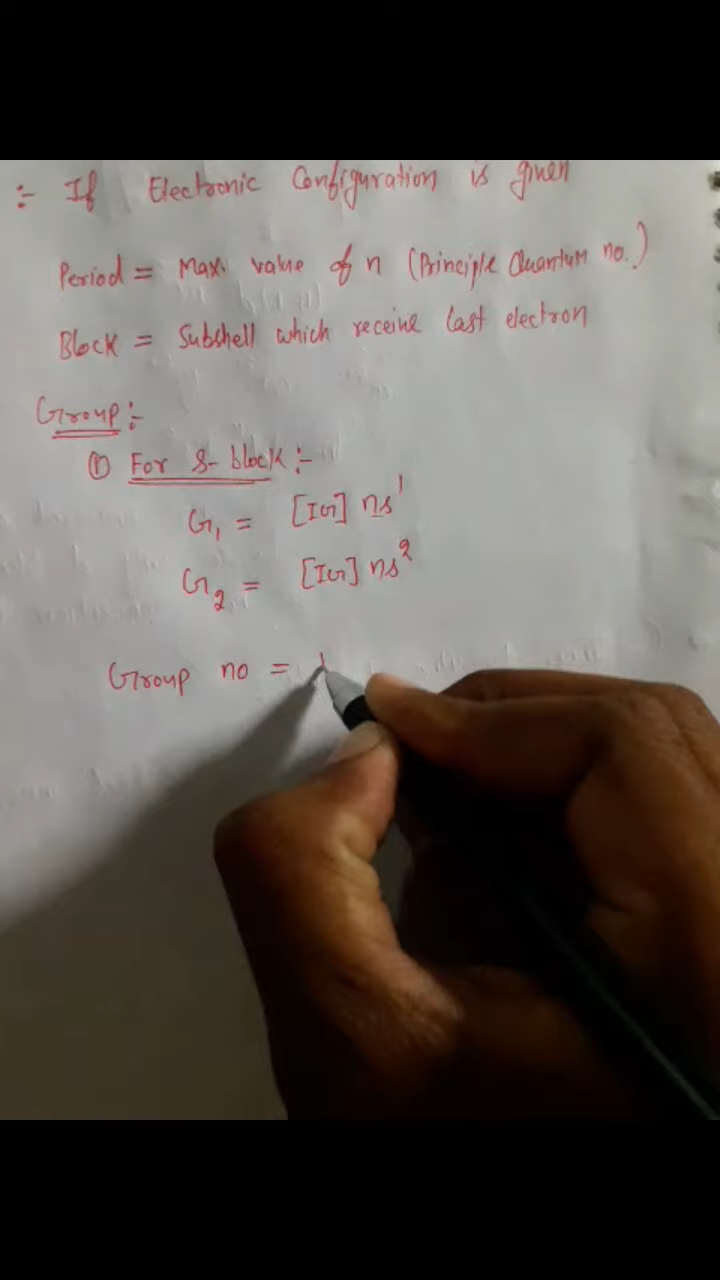 :- If Electronic Configuration is given
Period = Max. value of n (Principle Quantum no.)
Block = Subshell which receive last electron
Group :-
① For S-block :-
G₁ = [IG] ns¹
G₂ = [IG] ns²
Group no =